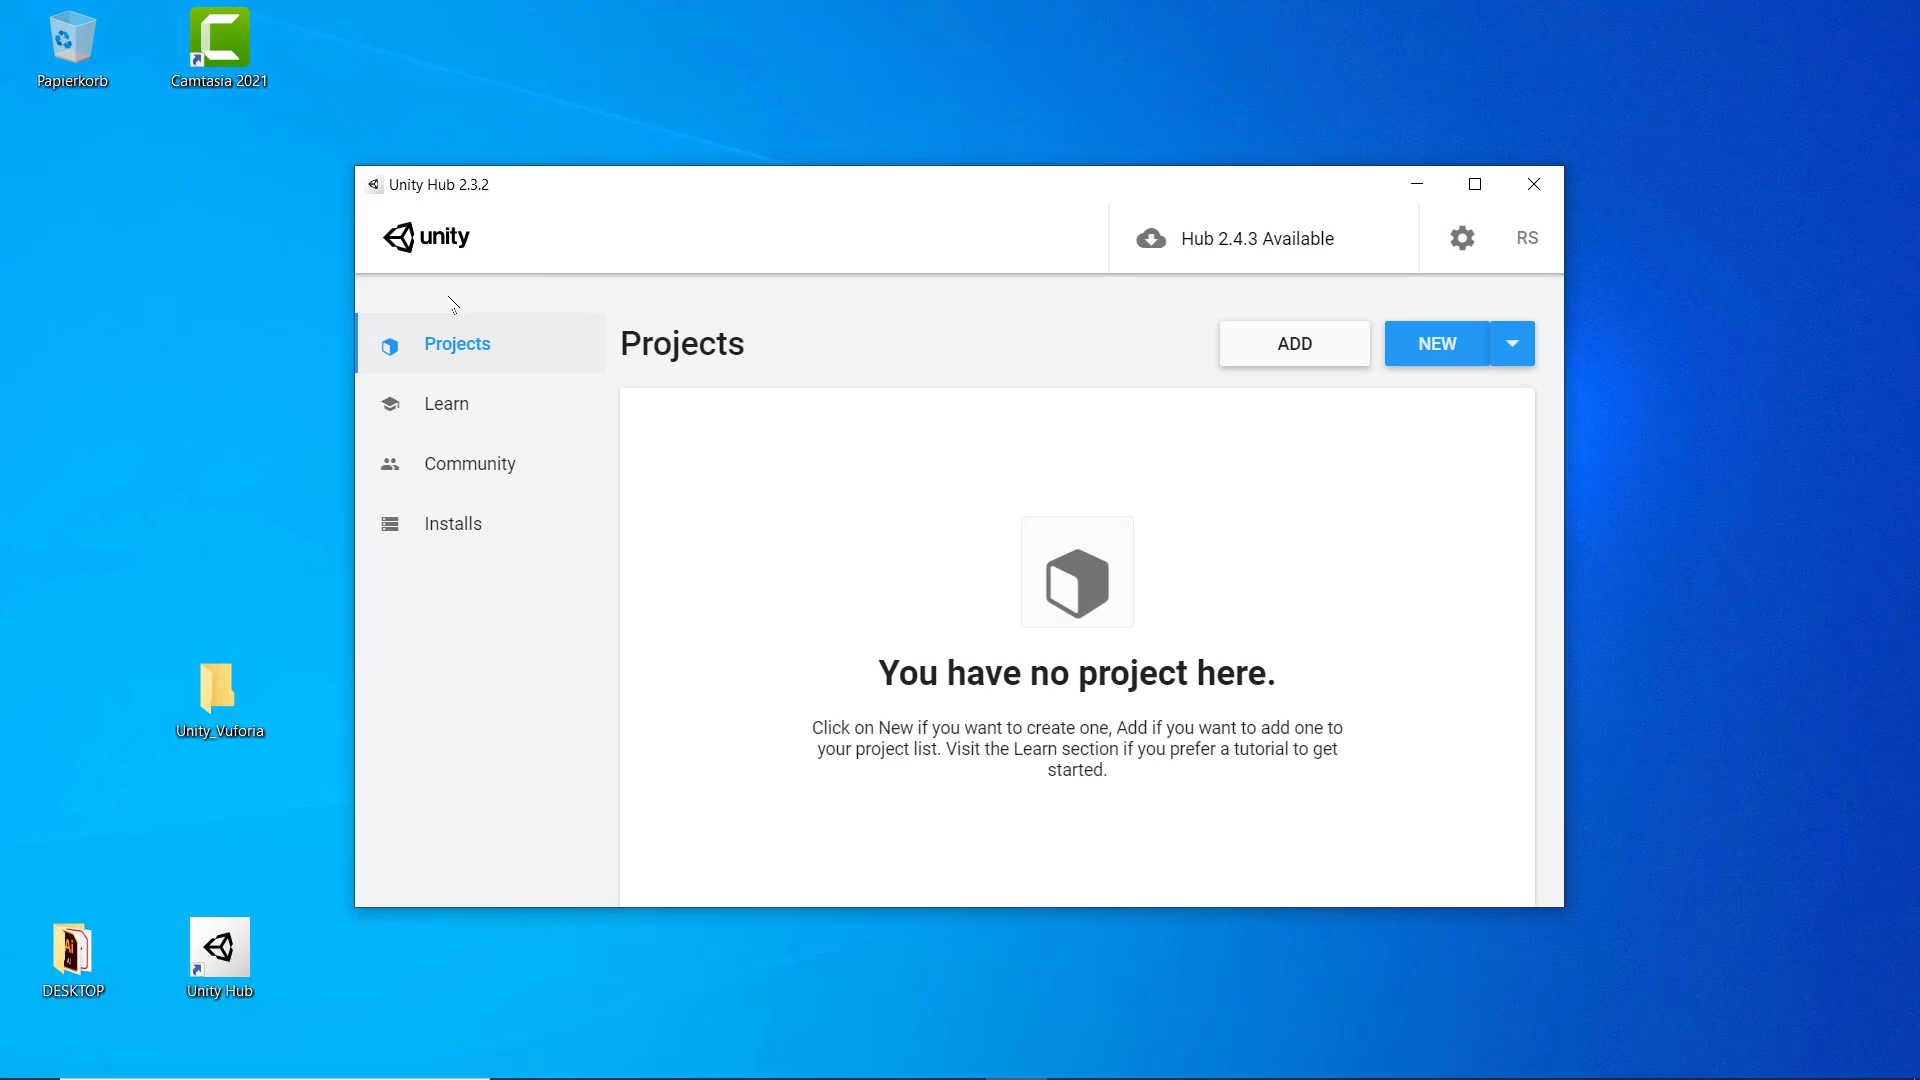 Papierkorb
Camtasia 2021
Unity Hub 2.3.2
unity
Hub 2.4.3 Available
RS
Projects
Learn
Community
Installs
Projects
ADD
NEW
You have no project here.
Click on New if you want to create one, Add if you want to add one to
your project list. Visit the Learn section if you prefer a tutorial to get
started.
Unity_Vuforia
Ai
DESKTOP
Unity Hub